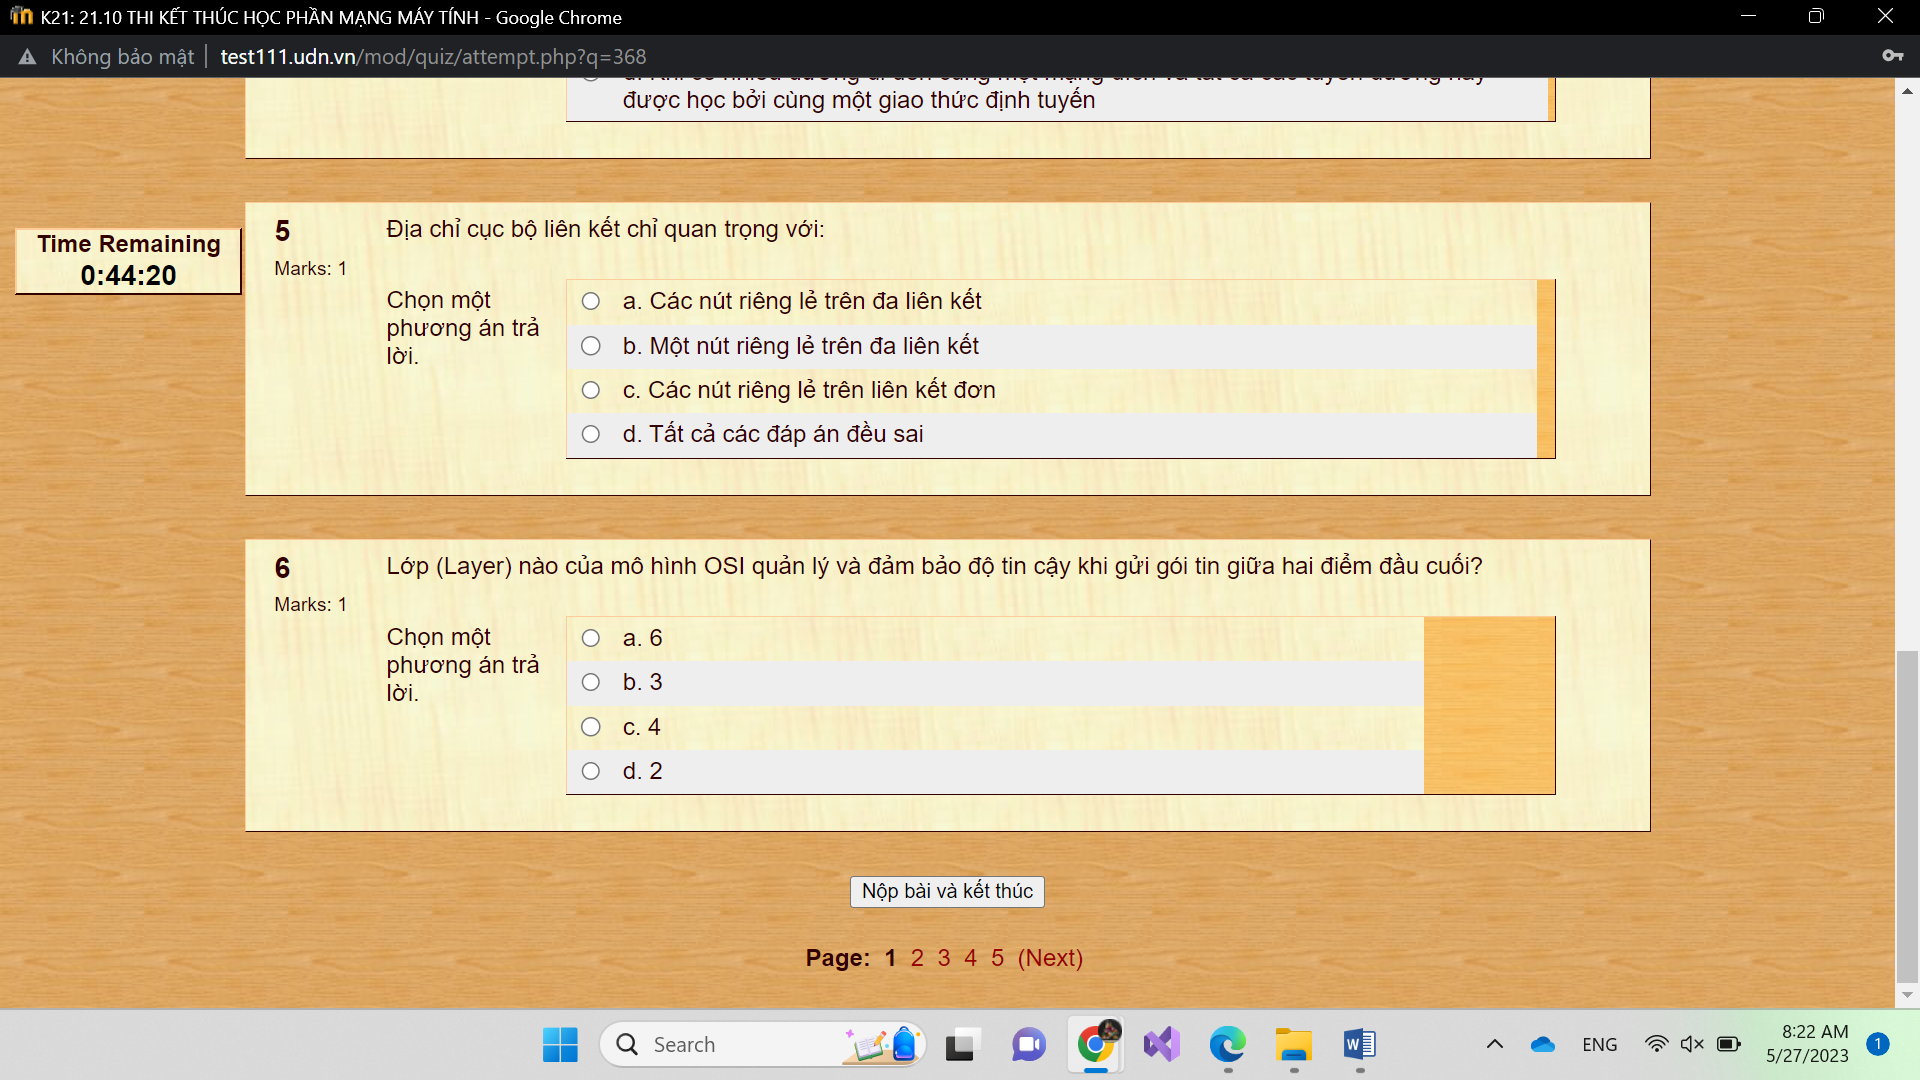 K21: 21.10 THI KẾT THÚC HỌC PHẦN MẠNG MÁY TÍNH - Google Chrome
Không bảo mật test111.udn.vn/mod/quiz/attempt.php?q=368
được học bởi cùng một giao thức định tuyến
Time Remaining
0:44:20
5
Marks: 1
Địa chỉ cục bộ liên kết chỉ quan trọng với:
Chọn một
phương án trả
lời.
a. Các nút riêng lẻ trên đa liên kết
b. Một nút riêng lẻ trên đa liên kết
c. Các nút riêng lẻ trên liên kết đơn
d. Tất cả các đáp án đều sai
6
Marks: 1
Lớp (Layer) nào của mô hình OSI quản lý và đảm bảo độ tin cậy khi gửi gói tin giữa hai điểm đầu cuối?
Chọn một
phương án trả
lời.
a. 6
b. 3
c. 4
d. 2
Nộp bài và kết thúc
Page: 1 2 3 4 5 (Next)
Search
ENG
8:22 AM
5/27/2023
1